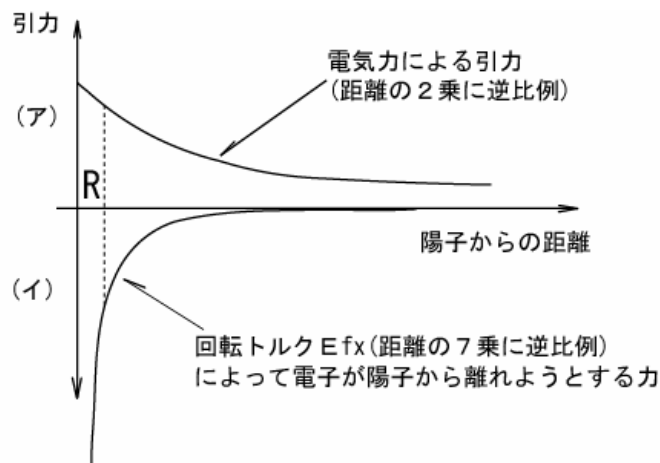 引力
電気力による引力
(距離の２乗に逆比例)
(ア)
R
陽子からの距離
(イ)
回転トルクＥfx(距離の７乗に逆比例)
によって電子が陽子から離れようとする力